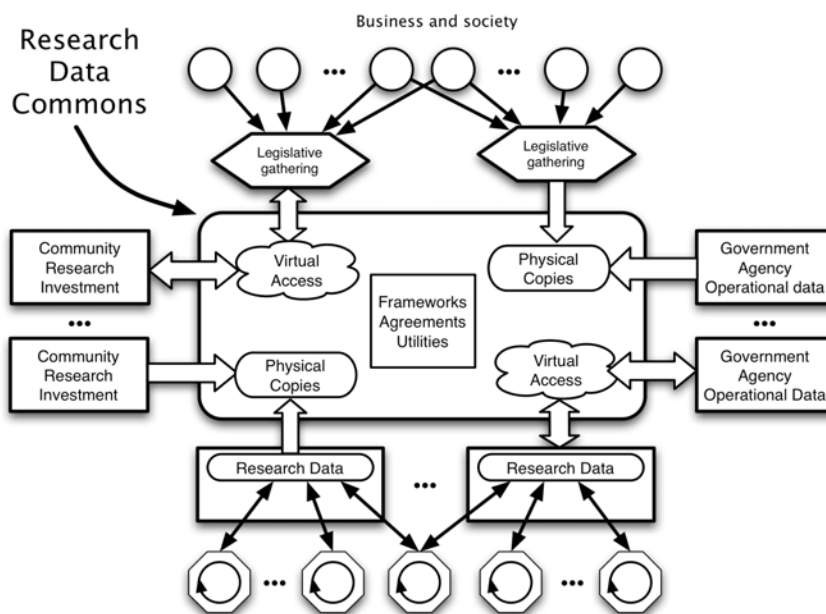 Business and society
Research
Data
Commons
•••
•••
Legislative
gathering
Legislative
gathering
Community
Research
Investment
Virtual
Access
Physical
Copies
Government
Agency
Operational data
Frameworks
Agreements
Utilities
•••
•••
Community
Research
Investment
Physical
Copies
Virtual
Access
Government
Agency
Operational Data
Research Data
•••
Research Data
•••
•••